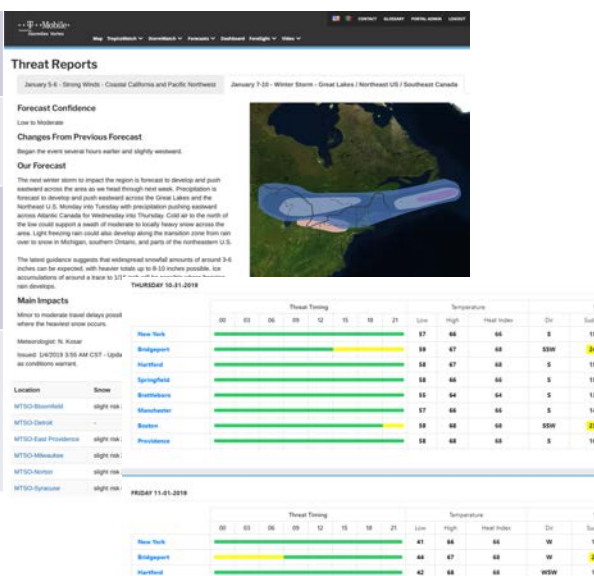 T··Mobile·
StormGeo Vortex
CONTACT GLOSSARY PORTAL ADMIN LOGOUT
Map TropicWatch StormWatch Forecasts Dashboard Foresight Video
Threat Reports
January 5-6 - Strong Winds - Coastal California and Pacific Northwest
January 7-10 - Winter Storm - Great Lakes / Northeast US / Southeast Canada
Forecast Confidence
Low to Moderate
Changes From Previous Forecast
Began the event several hours earlier and slightly westward.
Our Forecast
The next winter storm to impact the region is forecast to develop and push
eastward across the area as we head through next week. Precipitation is
forecast to develop and push eastward across the Great Lakes and the
Northeast U.S. Monday into Tuesday with precipitation pushing eastward
across Atlantic Canada for Wednesday into Thursday. Cold air to the north of
the low could support a swath of moderate to locally heavy snow across the
area. Light freezing rain could also develop along the transition zone from rain
over to snow in Michigan, southern Ontario, and parts of the northeastern U.S.
The latest guidance suggests that widespread snowfall amounts of around 3-6
inches can be expected, with heavier totals up to 8-10 inches possible. Ice
accumulations of around a trace to
rain develops.
Main Impacts
Minor to moderate travel delays
where the heaviest snow occurs.
Meteorologist: N. Kosar
Issued: 1/4/2019 3:55 AM CST -
as conditions warrant.
Location Snow
MTSO-Bloomfield slight risk
MTSO-Detroit -
MTSO-East Providence slight risk
MTSO-Milwaukee slight risk
MTSO-Norton slight risk
MTSO-Syracuse slight risk
THURSDAY 10-31-2019
Threat Timing Temperature
00 03 06 09 12 15 18 21 Low High Heat Index Dir
New York 57 66 66 S
Bridgeport 59 67 68 SSW
Hartford 58 67 68 S
Springfield 58 66 66 S
Brattleboro 55 64 64 S
Manchester 57 66 66 S
Boston 58 68 68 SSW
Providence 58 68 68 S
FRIDAY 11-01-2019
Threat Timing Temperature
00 03 06 09 12 15 18 21 Low High Heat Index Dir
New York 41 66 66 W
Bridgeport 44 67 68 W
Hartford 42 68 68 WSW